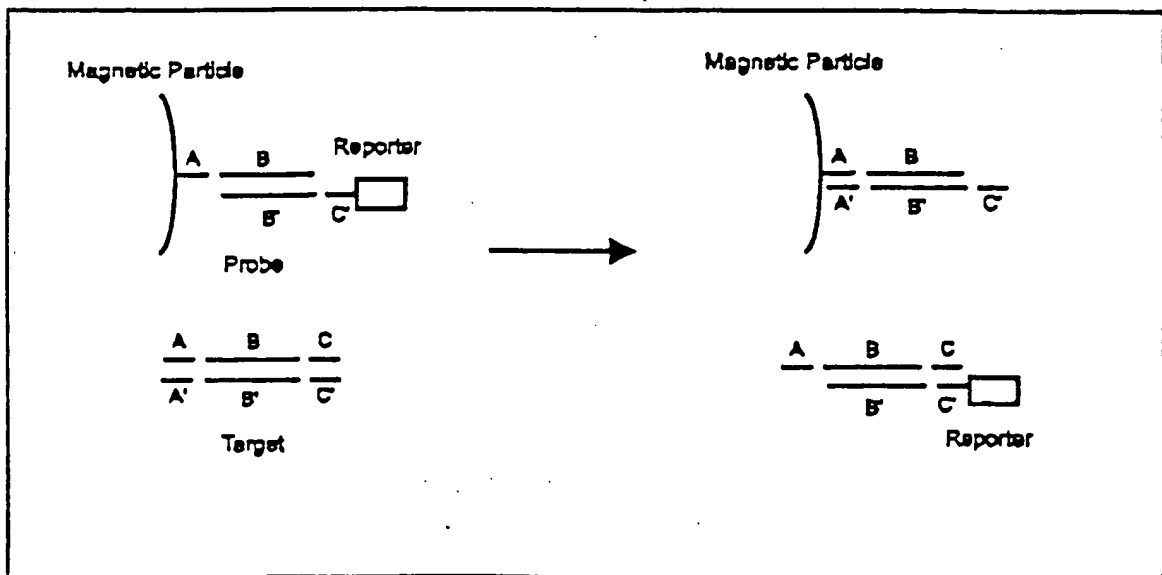 Magnetic Particle
A B
Reporter
B' C'
Probe
A B C
A' B' C'
Target
Magnetic Particle
A B
A' B' C'
A B C
B' C'
Reporter